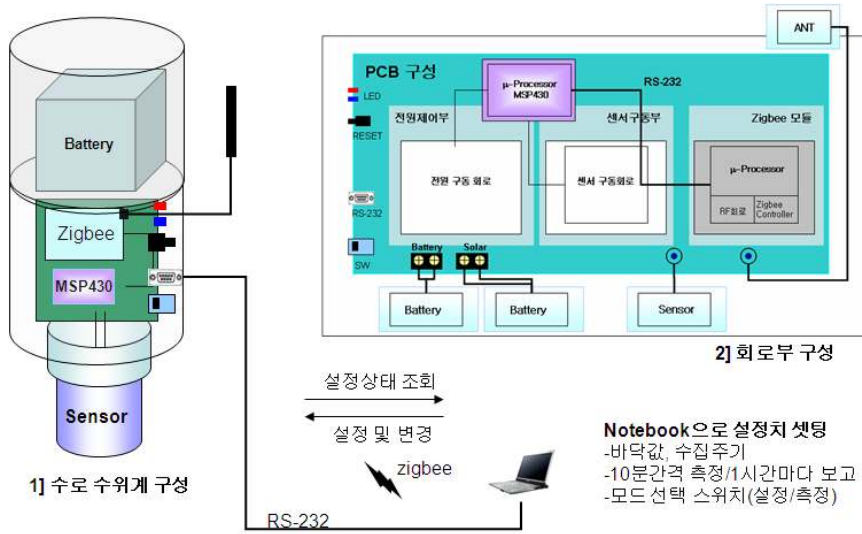 Battery
Zigbee
MSP430
Sensor
1] 수로 수위계 구성
ANT
PCB 구성
μ-Processor
MSP430
RS-232
LED
RESET
RS-232
SW
전원제어부
전원 구동 회로
센서 구동부
센서 구동회로
Zigbee 모듈
μ-Processor
RF회로
Zigbee
Controller
Battery
Solar
Battery
Battery
Sensor
2] 회로부 구성
설정상태 조회
설정 및 변경
zigbee
RS-232
Notebook으로 설정치 셋팅
-바닥값, 수집주기
-10분간격 측정/1시간마다 보고
-모드 선택 스위치(설정/측정)